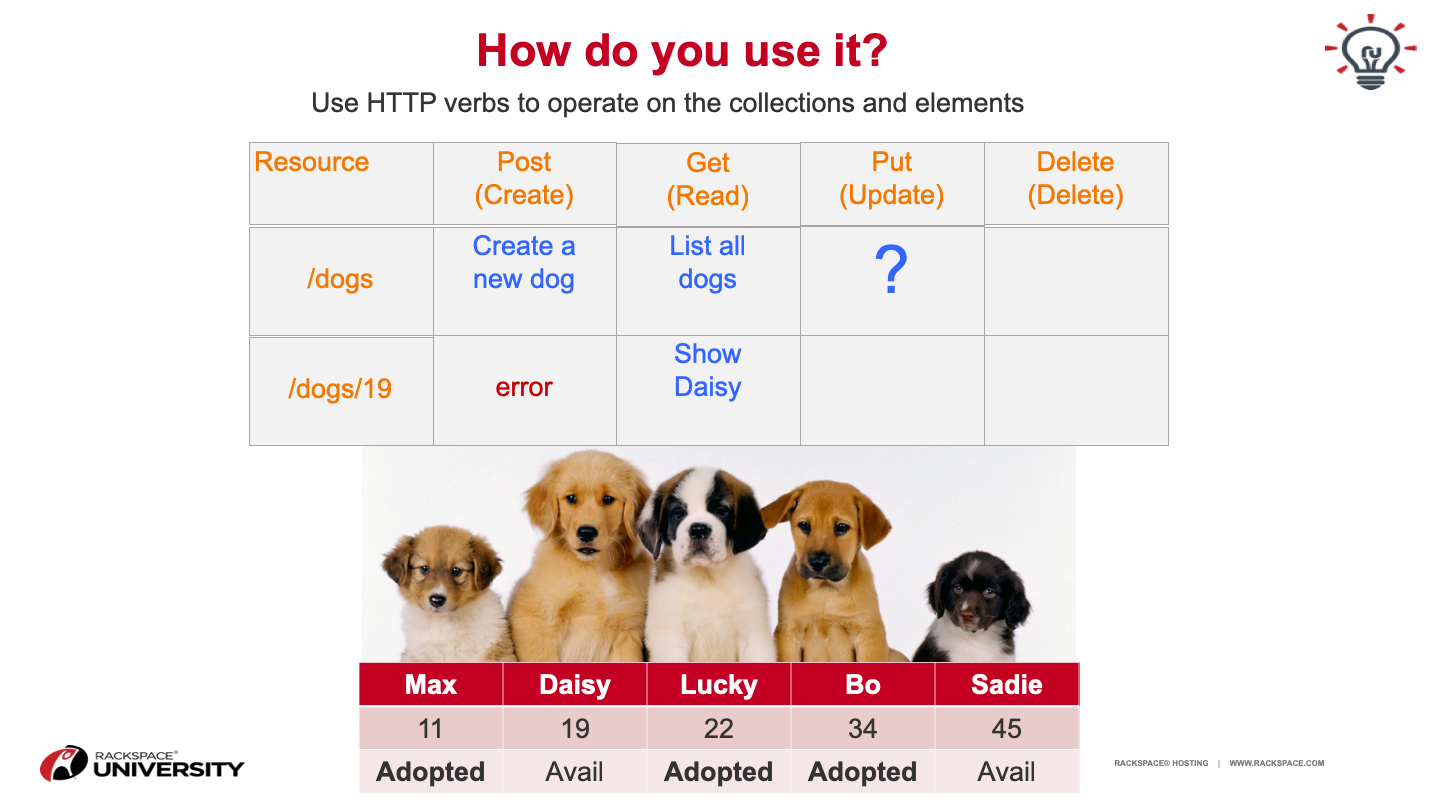 How do you use it?
Use HTTP verbs to operate on the collections and elements
Resource
Post
(Create)
Get
(Read)
Put
(Update)
Delete
(Delete)
/dogs
Create a
new dog
List all
dogs
?
/dogs/19
error
Show
Daisy
Max Daisy Lucky Bo Sadie
11 19 22 34 45
Adopted Avail Adopted Adopted Avail
RACKSPACE®
UNIVERSITY
RACKSPACE® HOSTING | WWW.RACKSPACE.COM